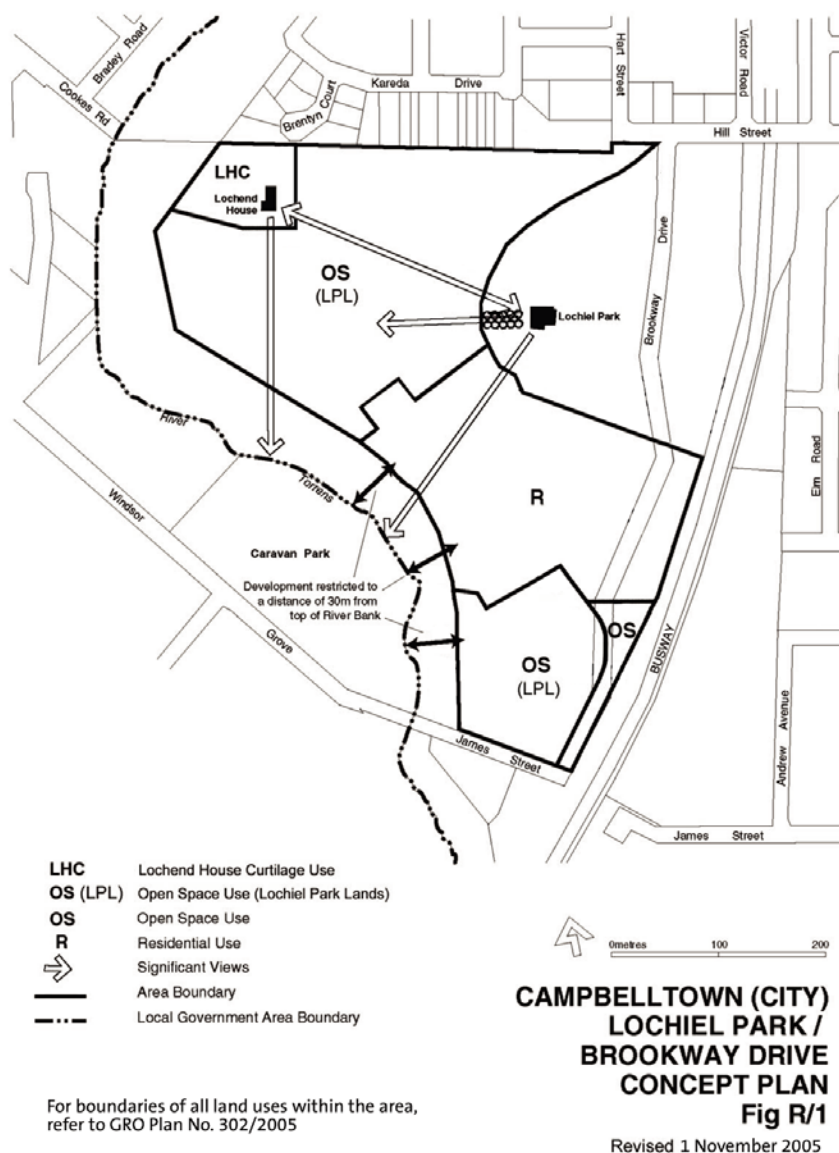 Bradey Road
Cookes Rd
Brentyn Court
Kareda Drive
Hart Street
Victor Road
Hill Street
LHC
Lochend
House
OS
(LPL)
Lochiel Park
Brookway Drive
Elm Road
River
Torrens
Windsor
Grove
R
Caravan Park
Development restricted to
a distance of 30m from
top of River Bank
OS
OS
(LPL)
BUSWAY
Andrew Avenue
James Street
James Street
LHC Lochend House Curtilage Use
OS (LPL) Open Space Use (Lochiel Park Lands)
OS Open Space Use
R Residential Use
Significant Views
Area Boundary
Local Government Area Boundary
0metres 100 200
CAMPBELLTOWN (CITY)
LOCHIEL PARK /
BROOKWAY DRIVE
CONCEPT PLAN
Fig R/1
Revised 1 November 2005
For boundaries of all land uses within the area,
refer to GRO Plan No. 302/2005